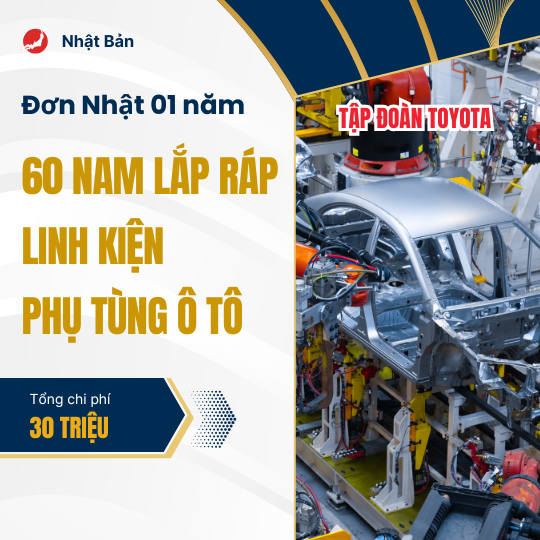 Nhật Bản
Đơn Nhật 01 năm
TẬP ĐOÀN TOYOTA
60 NAM LẮP RÁP
LINH KIỆN
PHỤ TÙNG Ô TÔ
Tổng chi phí
30 TRIỆU